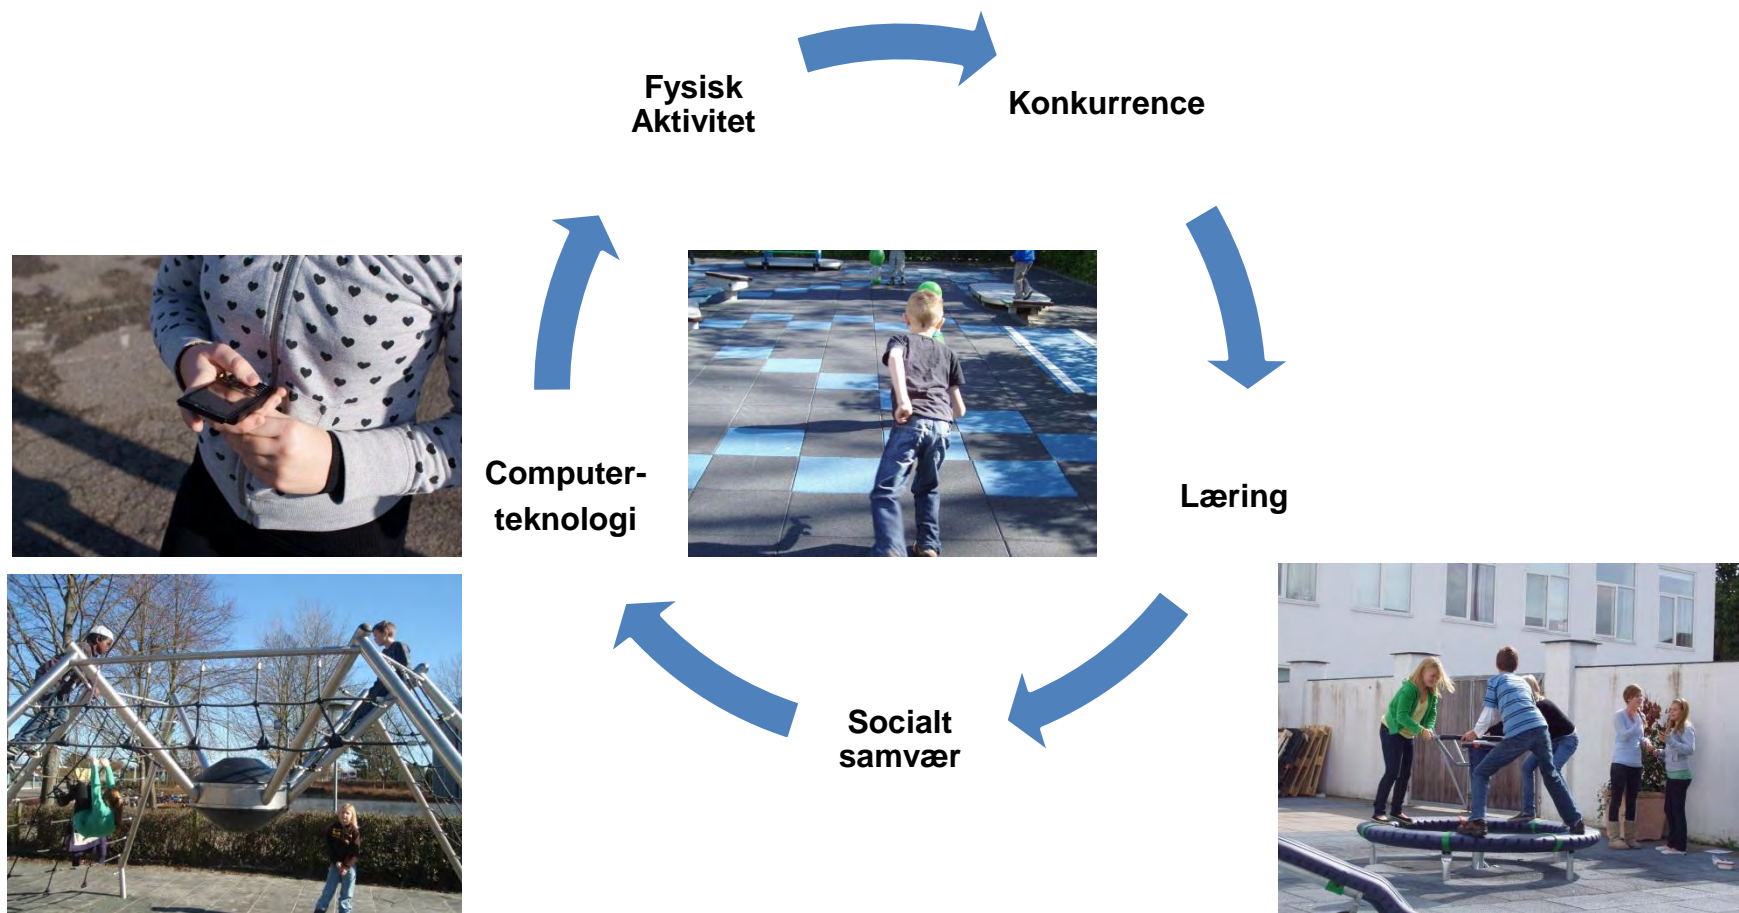 Fysisk
Aktivitet
Konkurrence
Computer-
teknologi
Læring
Socialt
samvær